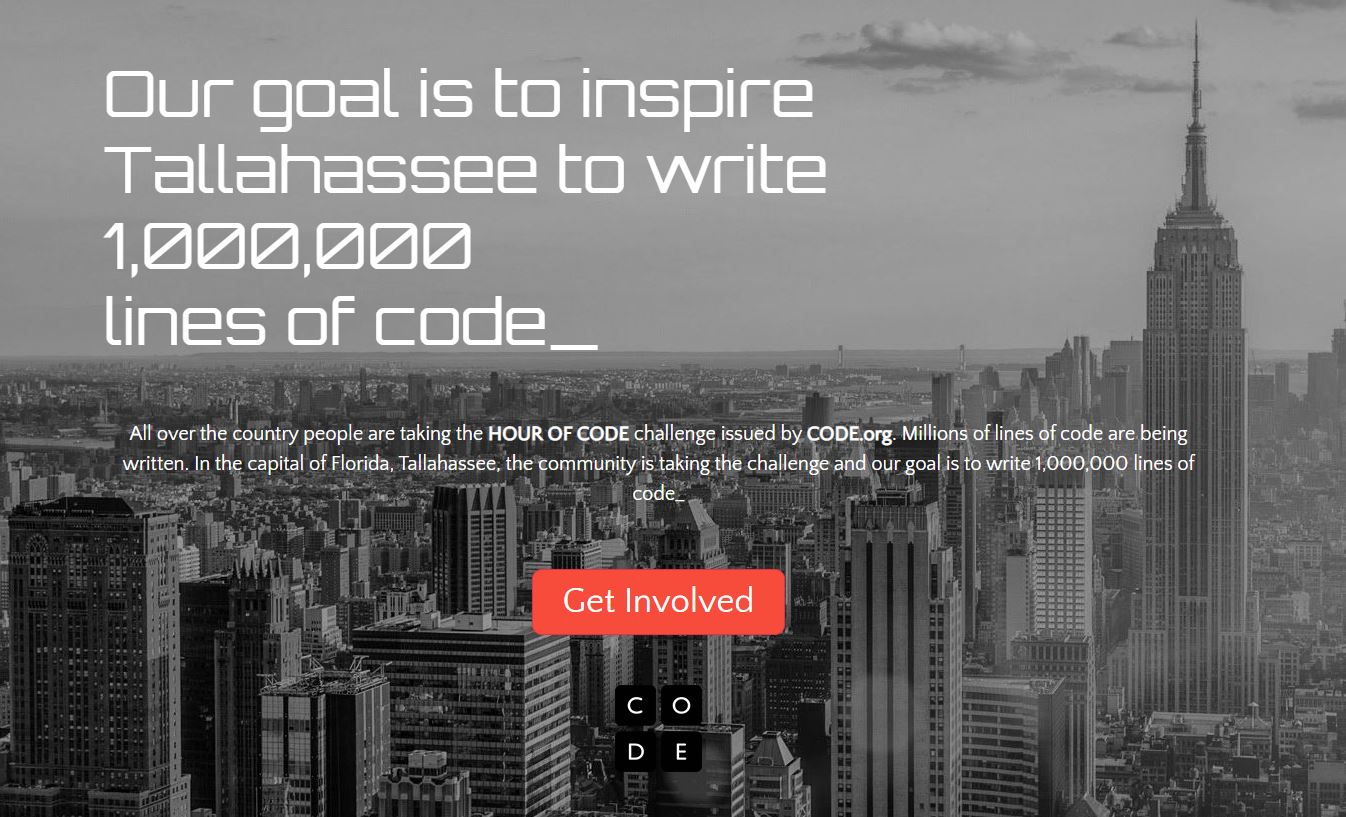 Our goal is to inspire
Tallahassee to write
1,000,000
lines of code_
All over the country people are taking the HOUR OF CODE challenge issued by CODE.org. Millions of lines of code are being
written. In the capital of Florida, Tallahassee, the community is taking the challenge and our goal is to write 1,000,000 lines of
code_
Get Involved
C O
D E